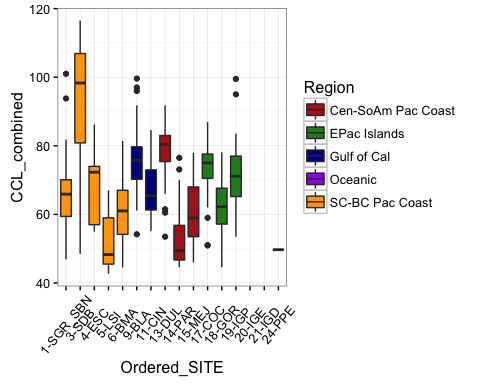 120
100
80
60
40
CCL_combined
1-SGR_SBN
3-SDB
4-ESC
5-LSI
6-BMA
9-BLA
11-CIN
13-DUL
14-PAR
15-MEJ
17-COC
18-GOR
19-IGP
20-IGE
21-IGD
24-PPE
Ordered_SITE
Region
Cen-SoAm Pac Coast
EPac Islands
Gulf of Cal
Oceanic
SC-BC Pac Coast